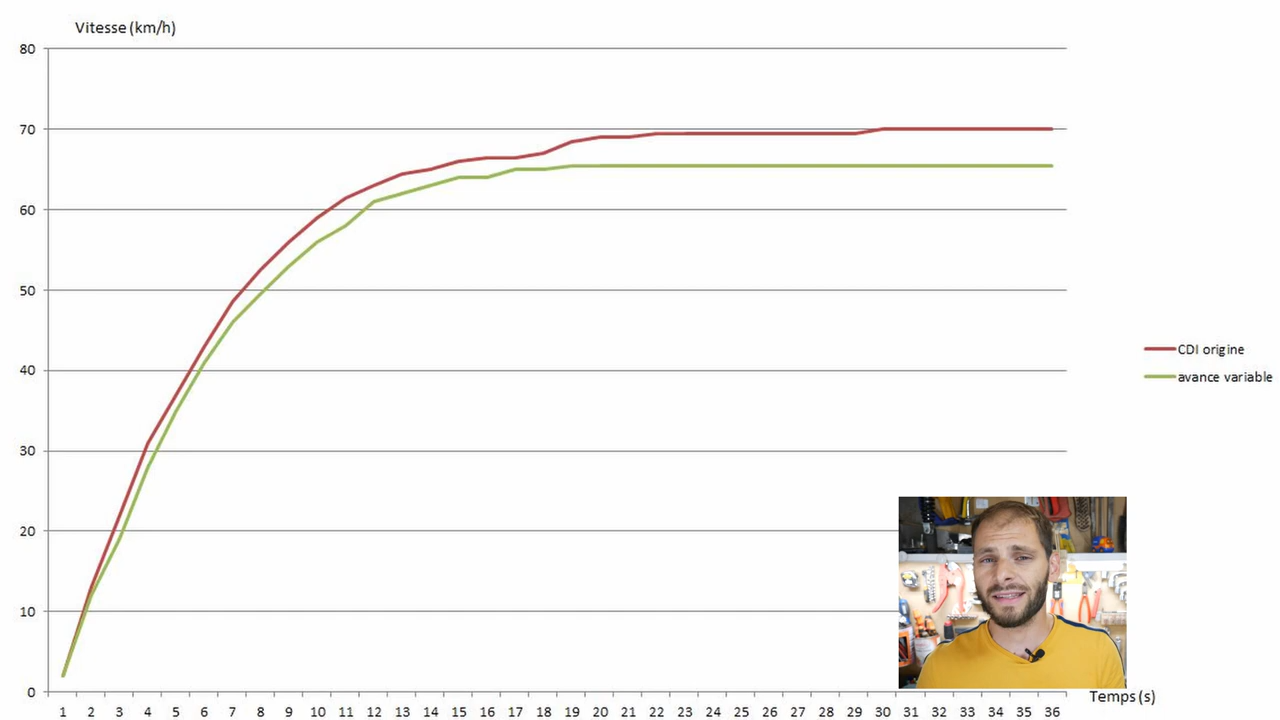 Vitesse (km/h)
80
70
60
50
40
30
20
10
0
CDI origine
avance variable
1 2 3 4 5 6 7 8 9 10 11 12 13 14 15 16 17 18 19 20 21 22 23 24 25 26 27 28 29 30 31 32 33 34 35 36
Temps (s)